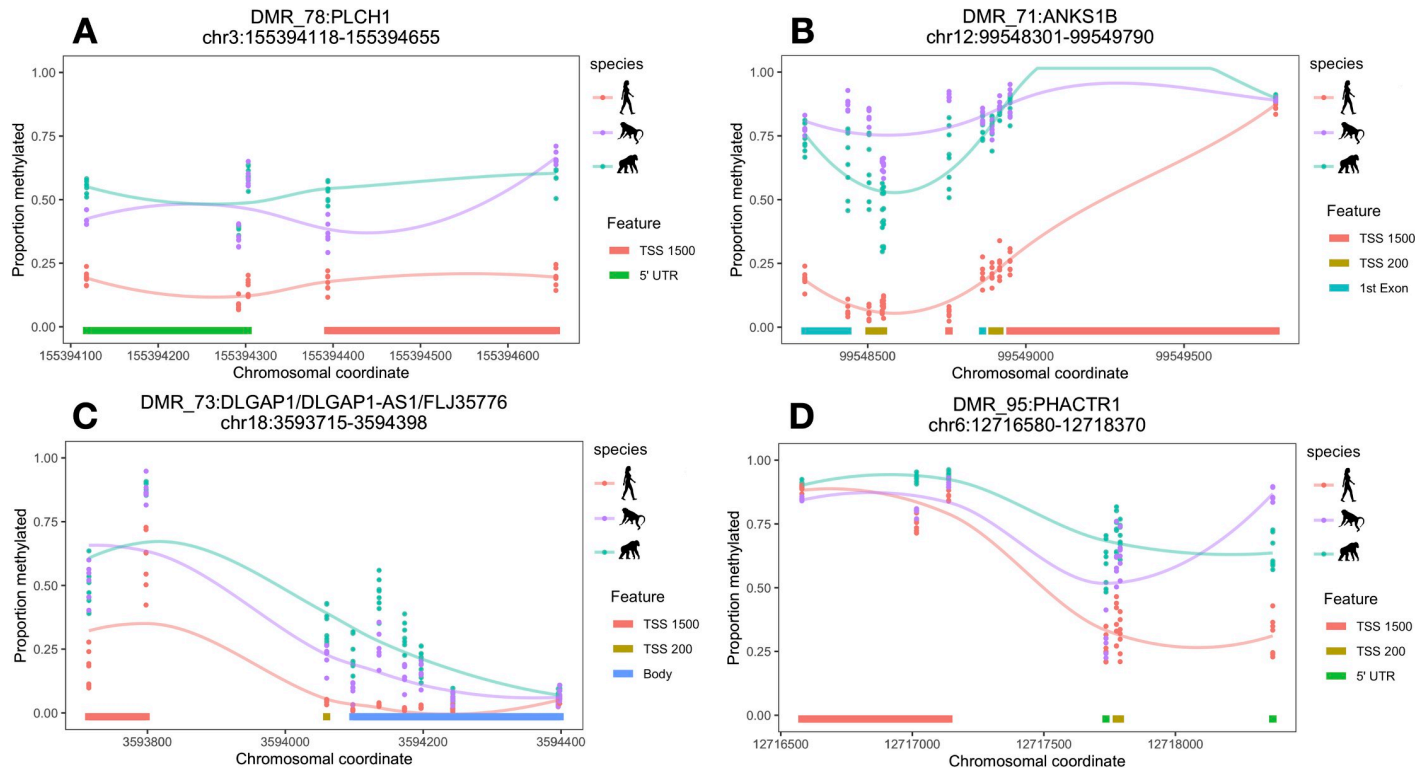 A
DMR_78:PLCH1
chr3:155394118-155394655
Proportion methylated
1.00
0.75
0.50
0.25
0.00
155394100
155394200
155394300
155394400
155394500
155394600
Chromosomal coordinate
species
Feature
TSS 1500
5' UTR
B
DMR_71:ANKS1B
chr12:99548301-99549790
Proportion methylated
1.00
0.75
0.50
0.25
0.00
99548500
99549000
99549500
Chromosomal coordinate
species
Feature
TSS 1500
TSS 200
1st Exon
C
DMR_73:DLGAP1/DLGAP1-AS1/FLJ35776
chr18:3593715-3594398
Proportion methylated
1.00
0.75
0.50
0.25
0.00
3593800
3594000
3594200
3594400
Chromosomal coordinate
species
Feature
TSS 1500
TSS 200
Body
D
DMR_95:PHACTR1
chr6:12716580-12718370
Proportion methylated
1.00
0.75
0.50
0.25
0.00
12716500
12717000
12717500
12718000
Chromosomal coordinate
species
Feature
TSS 1500
TSS 200
5' UTR